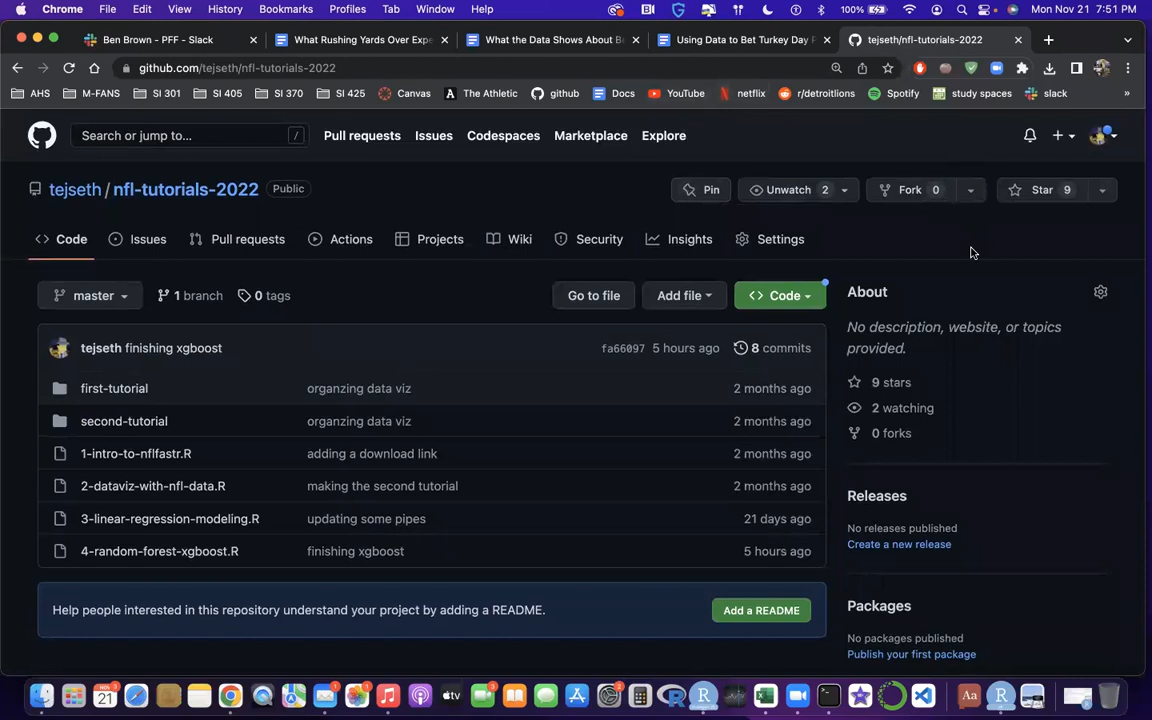 Chrome File Edit View History Bookmarks Profiles Tab Window Help 100% Mon Nov 21 7:51 PM
Ben Brown - PFF - Slack What Rushing Yards Over Expe What the Data Shows About Be Using Data to Bet Turkey Day tejseth/nfl-tutorials-2022
github.com/tejseth/nfl-tutorials-2022
AHS M-FANS SI 301 SI 405 SI 370 SI 425 Canvas The Athletic github Docs YouTube netflix r/detroitlions Spotify study spaces slack »
Search or jump to... / Pull requests Issues Codespaces Marketplace Explore
tejseth / nfl-tutorials-2022 Public Pin Unwatch 2 Fork 0 Star 9
Code Issues Pull requests Actions Projects Wiki Security Insights Settings
master 1 branch 0 tags Go to file Add file Code About
No description, website, or topics
provided.
tejseth finishing xgboost fa66097 5 hours ago 8 commits
first-tutorial organzing data viz 2 months ago 9 stars
second-tutorial organzing data viz 2 months ago 2 watching
0 forks
1-intro-to-nflfastr.R adding a download link 2 months ago
2-dataviz-with-nfl-data.R making the second tutorial 2 months ago Releases
3-linear-regression-modeling.R updating some pipes 21 days ago No releases published
Create a new release
4-random-forest-xgboost.R finishing xgboost 5 hours ago
Help people interested in this repository understand your project by adding a README. Add a README Packages
No packages published
Publish your first package